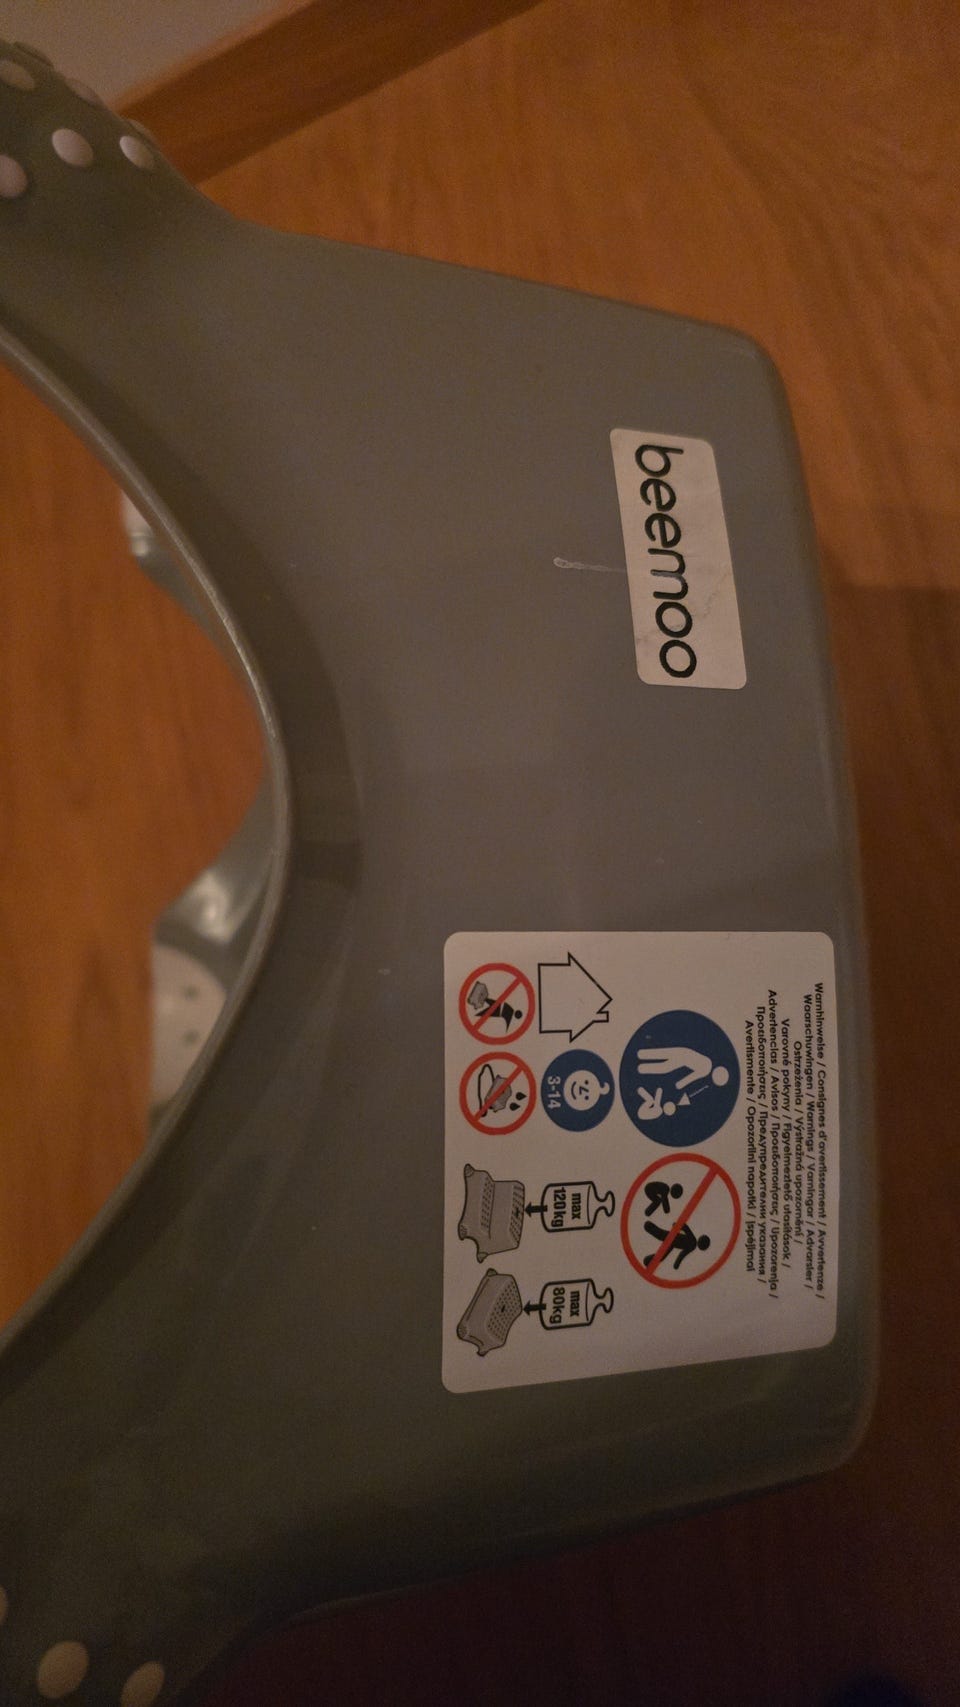 beemoo
Warnhinweise / Consignes d'avertissement / Avvertenze /
Waarschuwingen / Warnings / Varningar / Advarsler /
Ostrzeżenia / Výstražná upozornění /
Varovné pokyny / Figyelmeztető utasítások /
Advertencias / Avisos / Προειδοποιήσεις / Upozorenja /
Προειδοποιήσεις / Предупредителни указания /
Avertismente / Opozorilni napotki / Įspėjimai
3-14
max
120kg
max
80kg